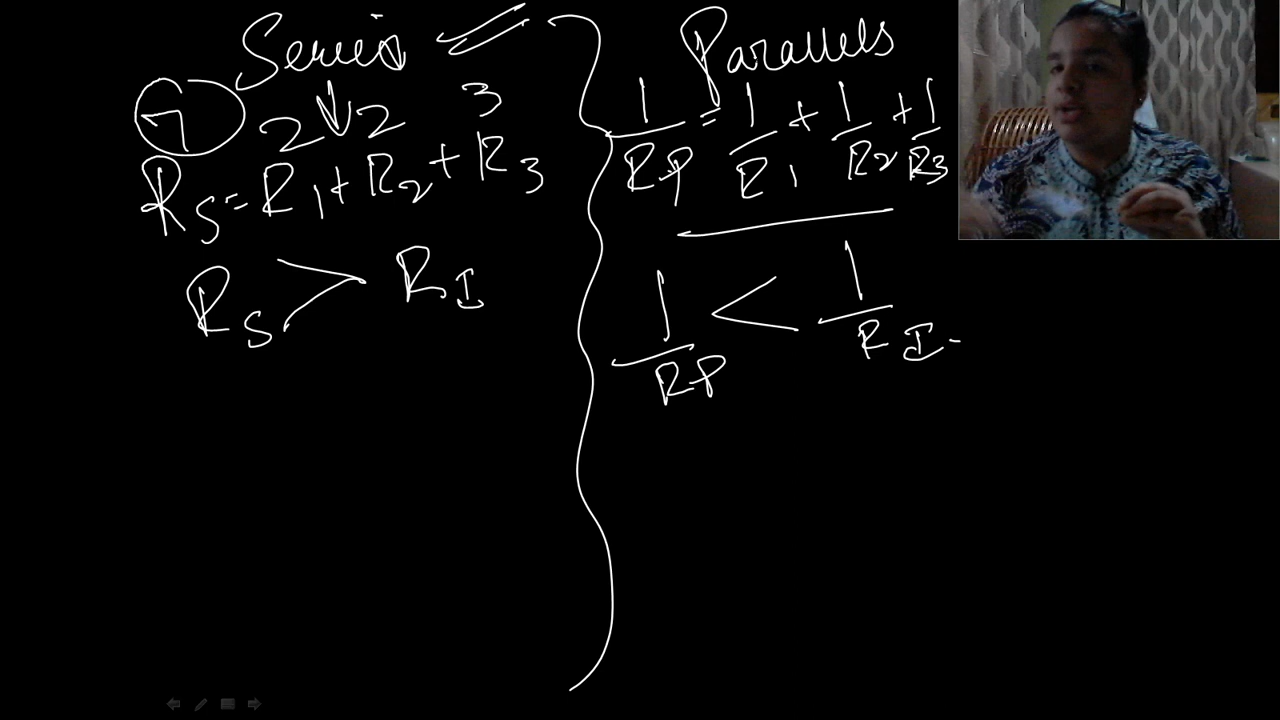 Series
7 2 2 3
Rs = R1 + R2 + R3
Rs > RI
Parallels
1/RP = 1/R1 + 1/R2 + 1/R3
1/RP < 1/RI